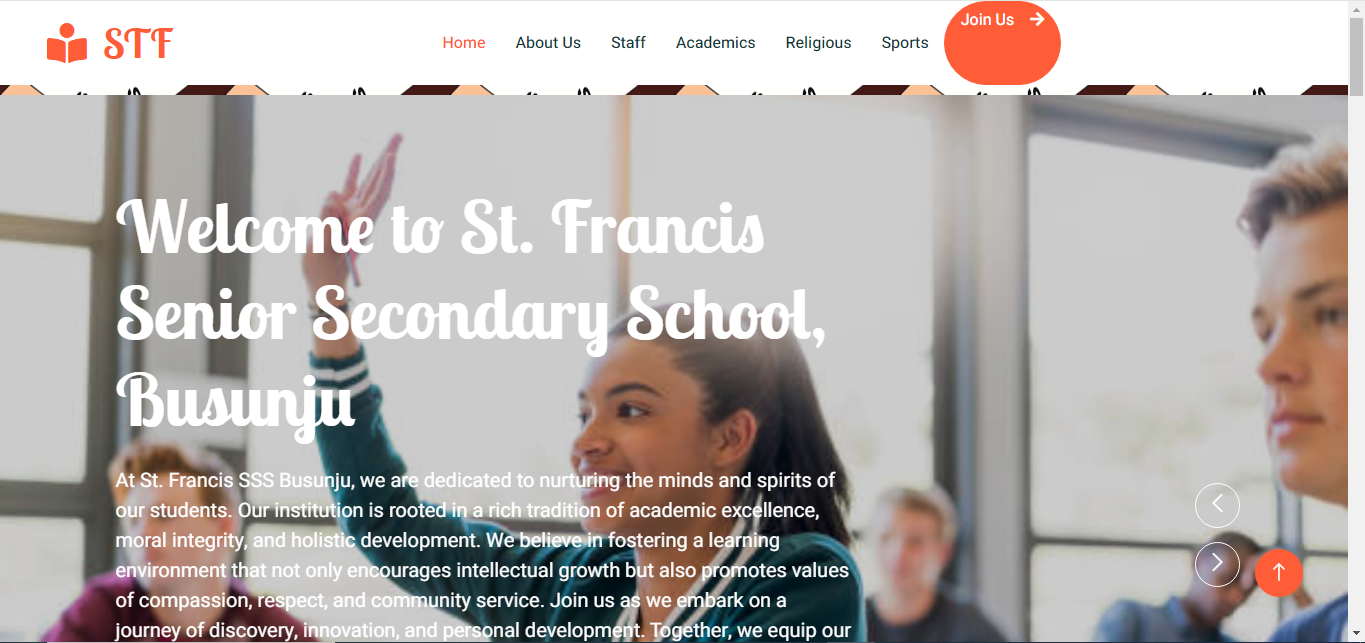 STF
Home About Us Staff Academics Religious Sports Join Us
Welcome to St. Francis
Senior Secondary School,
Busunju
At St. Francis SSS Busunju, we are dedicated to nurturing the minds and spirits of
our students. Our institution is rooted in a rich tradition of academic excellence,
moral integrity, and holistic development. We believe in fostering a learning
environment that not only encourages intellectual growth but also promotes values
of compassion, respect, and community service. Join us as we embark on a
journey of discovery, innovation, and personal development. Together, we equip our